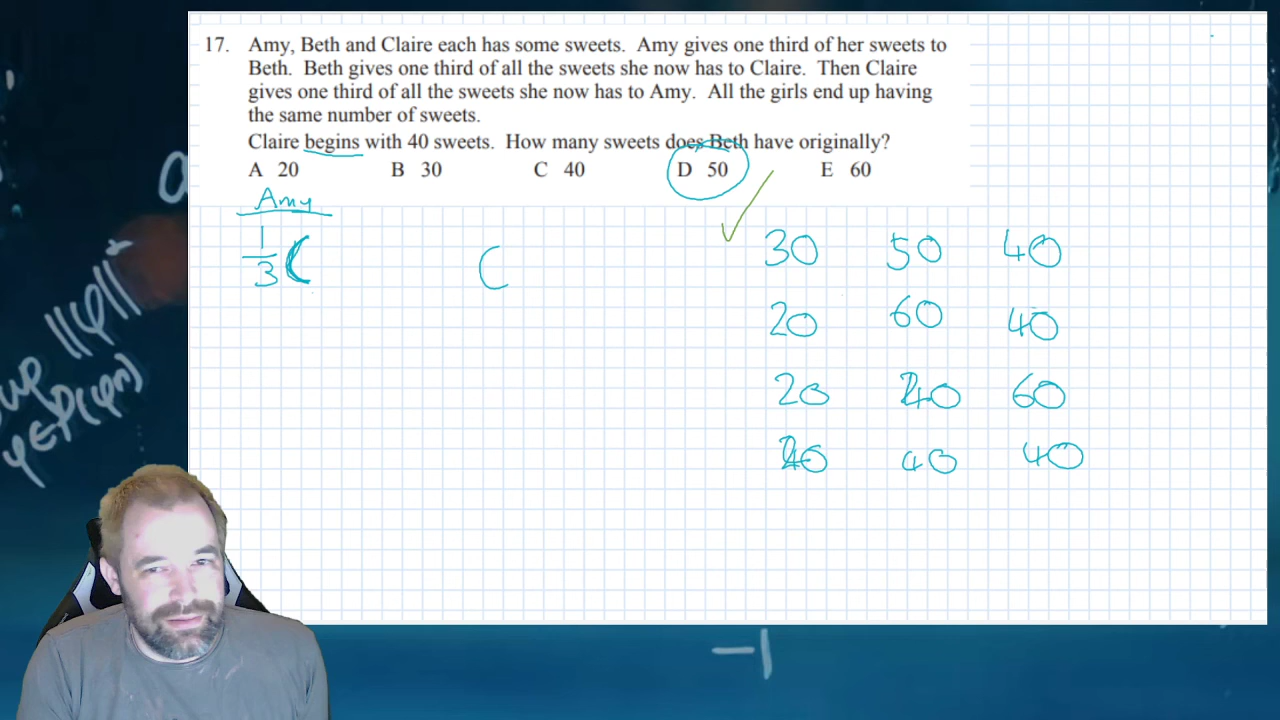 17. Amy, Beth and Claire each has some sweets. Amy gives one third of her sweets to
Beth. Beth gives one third of all the sweets she now has to Claire. Then Claire
gives one third of all the sweets she now has to Amy. All the girls end up having
the same number of sweets.
Claire begins with 40 sweets. How many sweets does Beth have originally?
A 20 B 30 C 40 D 50 E 60
Amy
1/3 ( C
30 50 40
20 60 40
20 40 60
40 40 40
||φ||
φ∈P(φn)
-1